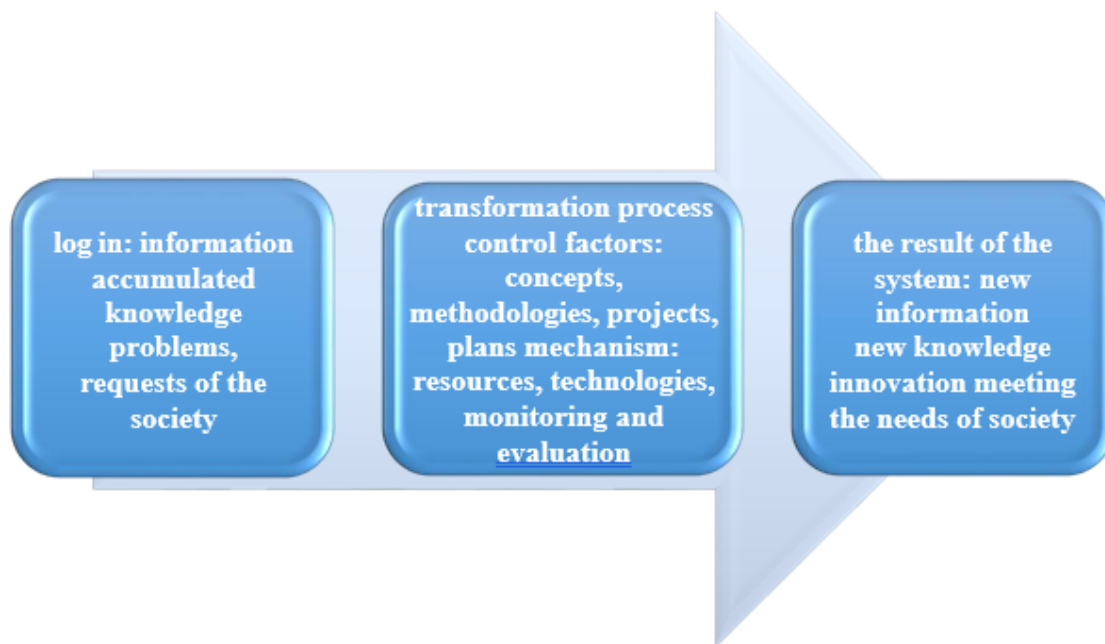 log in: information
accumulated
knowledge
problems,
requests of the
society
transformation process
control factors:
concepts,
methodologies, projects,
plans mechanism:
resources, technologies,
monitoring and
evaluation
the result of the
system: new
information
new knowledge
innovation meeting
the needs of society